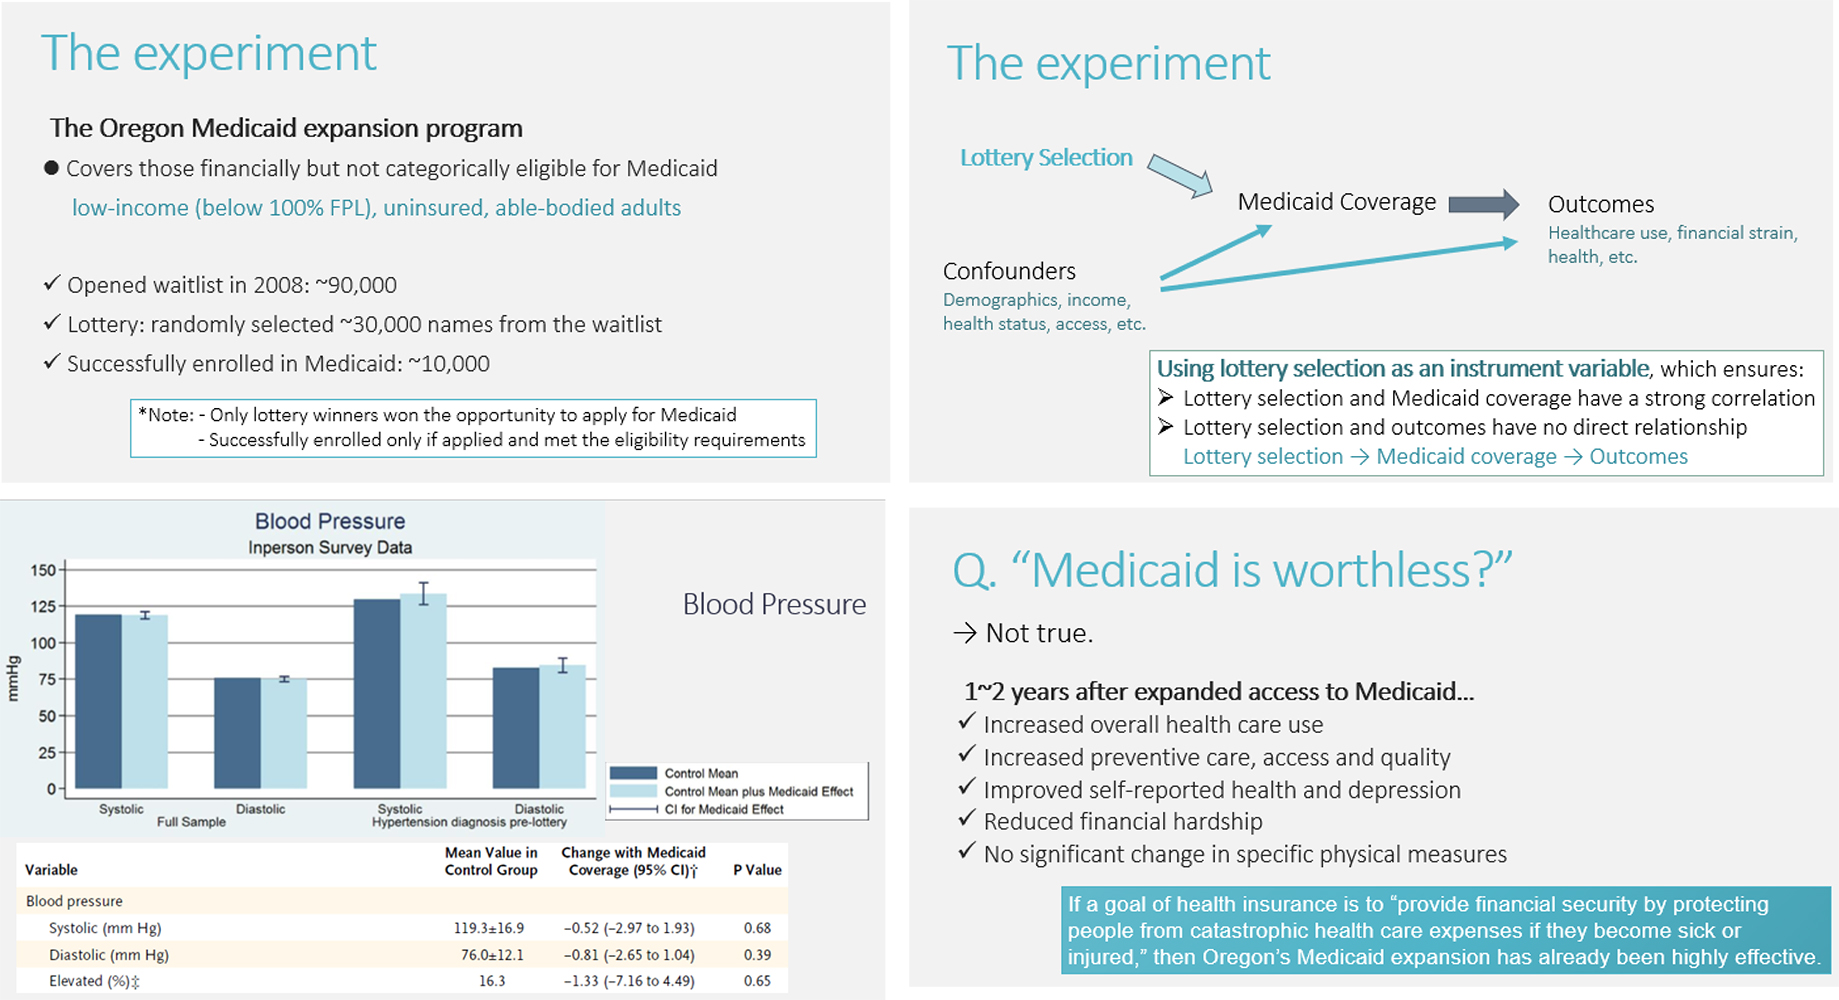 The experiment
The Oregon Medicaid expansion program
● Covers those financially but not categorically eligible for Medicaid
low-income (below 100% FPL), uninsured, able-bodied adults
✓ Opened waitlist in 2008: ~90,000
✓ Lottery: randomly selected ~30,000 names from the waitlist
✓ Successfully enrolled in Medicaid: ~10,000
*Note: - Only lottery winners won the opportunity to apply for Medicaid
- Successfully enrolled only if applied and met the eligibility requirements
The experiment
Lottery Selection
Medicaid Coverage
Outcomes
Healthcare use, financial strain,
health, etc.
Confounders
Demographics, income,
health status, access, etc.
Using lottery selection as an instrument variable, which ensures:
➢ Lottery selection and Medicaid coverage have a strong correlation
➢ Lottery selection and outcomes have no direct relationship
Lottery selection → Medicaid coverage → Outcomes
Blood Pressure
Inperson Survey Data
Blood Pressure
mmHg
150
125
100
75
50
25
0
Systolic Diastolic Systolic Diastolic
Full Sample Hypertension diagnosis pre-lottery
Control Mean
Control Mean plus Medicaid Effect
CI for Medicaid Effect
Variable Mean Value in Control Group Change with Medicaid Coverage (95% CI)† P Value
Blood pressure
Systolic (mm Hg) 119.3±16.9 −0.52 (−2.97 to 1.93) 0.68
Diastolic (mm Hg) 76.0±12.1 −0.81 (−2.65 to 1.04) 0.39
Elevated (%)‡ 16.3 −1.33 (−7.16 to 4.49) 0.65
Q. “Medicaid is worthless?”
→ Not true.
1~2 years after expanded access to Medicaid...
✓ Increased overall health care use
✓ Increased preventive care, access and quality
✓ Improved self-reported health and depression
✓ Reduced financial hardship
✓ No significant change in specific physical measures
If a goal of health insurance is to “provide financial security by protecting
people from catastrophic health care expenses if they become sick or
injured,” then Oregon’s Medicaid expansion has already been highly effective.